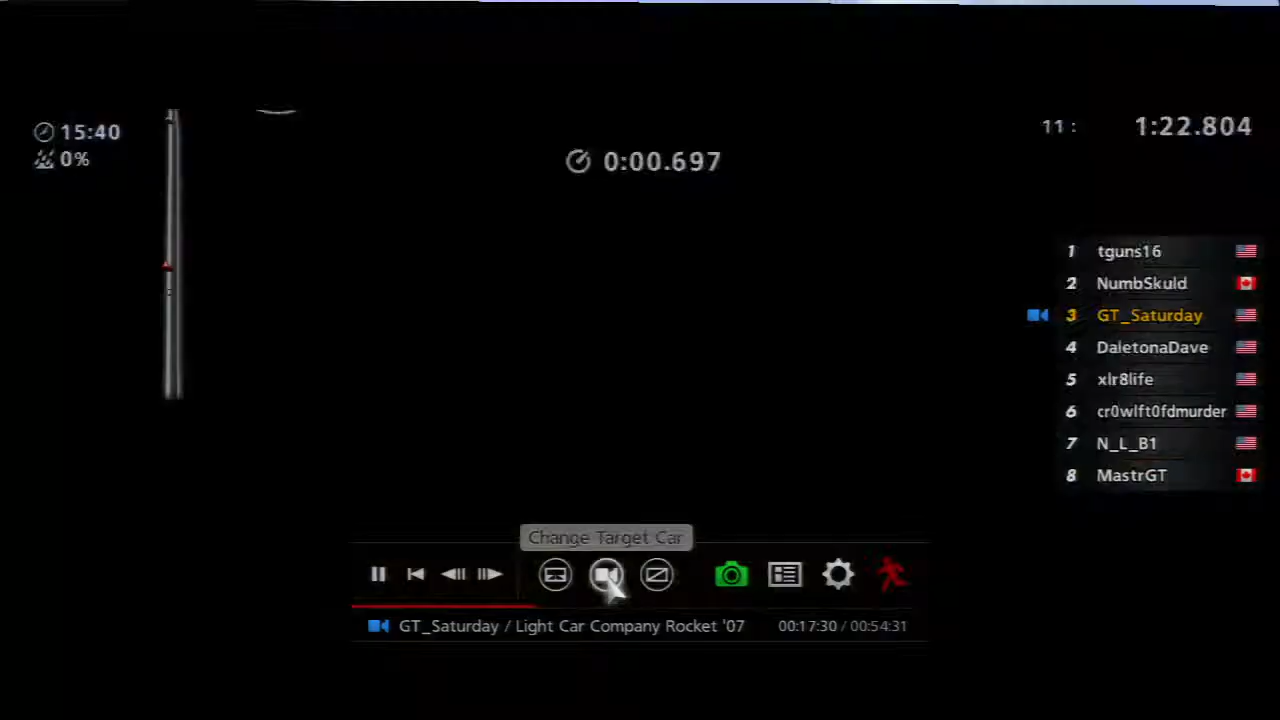 15:40
0%
0:00.697
11 : 1:22.804
1 tguns16
2 NumbSkuld
3 GT_Saturday
4 DaletonaDave
5 xlr8life
6 cr0wlft0fdmurder
7 N_L_B1
8 MastrGT
Change Target Car
GT_Saturday / Light Car Company Rocket '07 00:17:30 / 00:54:31